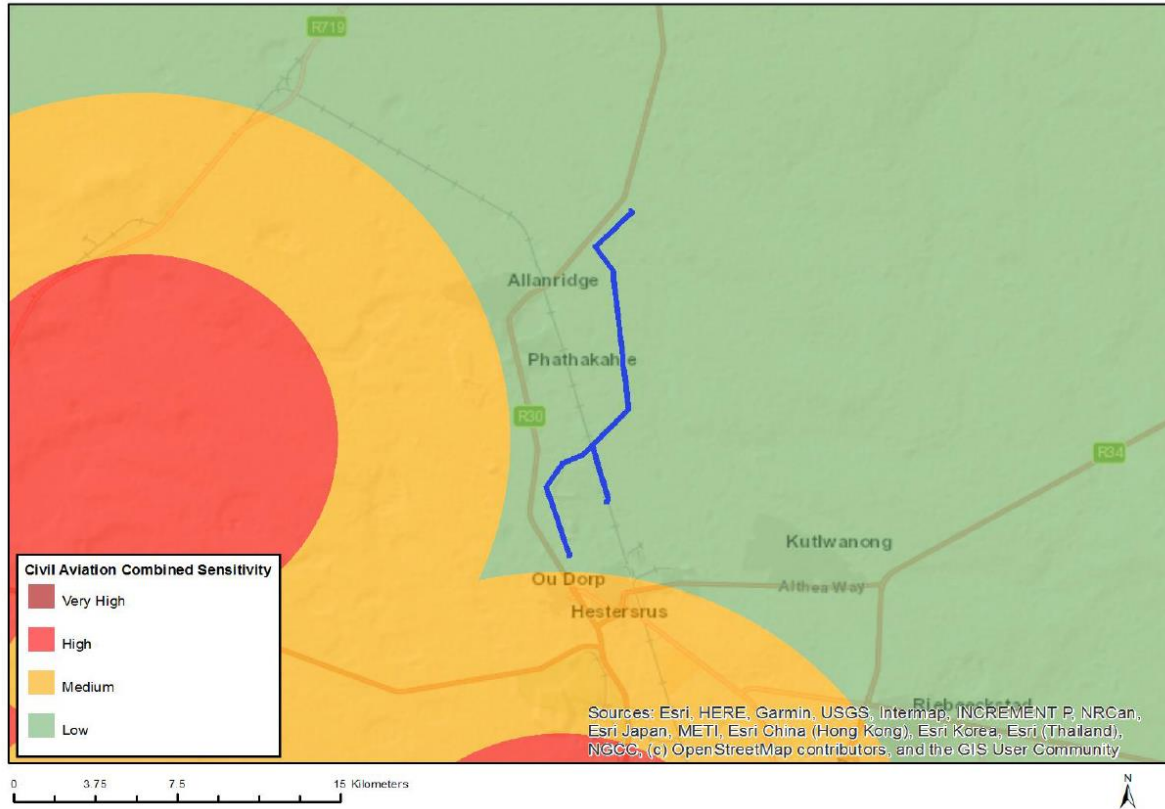 R719
Allanridge
Phathakahle
R30
R34
Kutlwanong
Ou Dorp
Althea Way
Hestersrus
Riebeeckstad
Civil Aviation Combined Sensitivity
Very High
High
Medium
Low
Sources: Esri, HERE, Garmin, USGS, Intermap, INCREMENT P, NRCan,
Esri Japan, METI, Esri China (Hong Kong), Esri Korea, Esri (Thailand),
NGCC, (c) OpenStreetMap contributors, and the GIS User Community
0 3.75 7.5 15 Kilometers
N